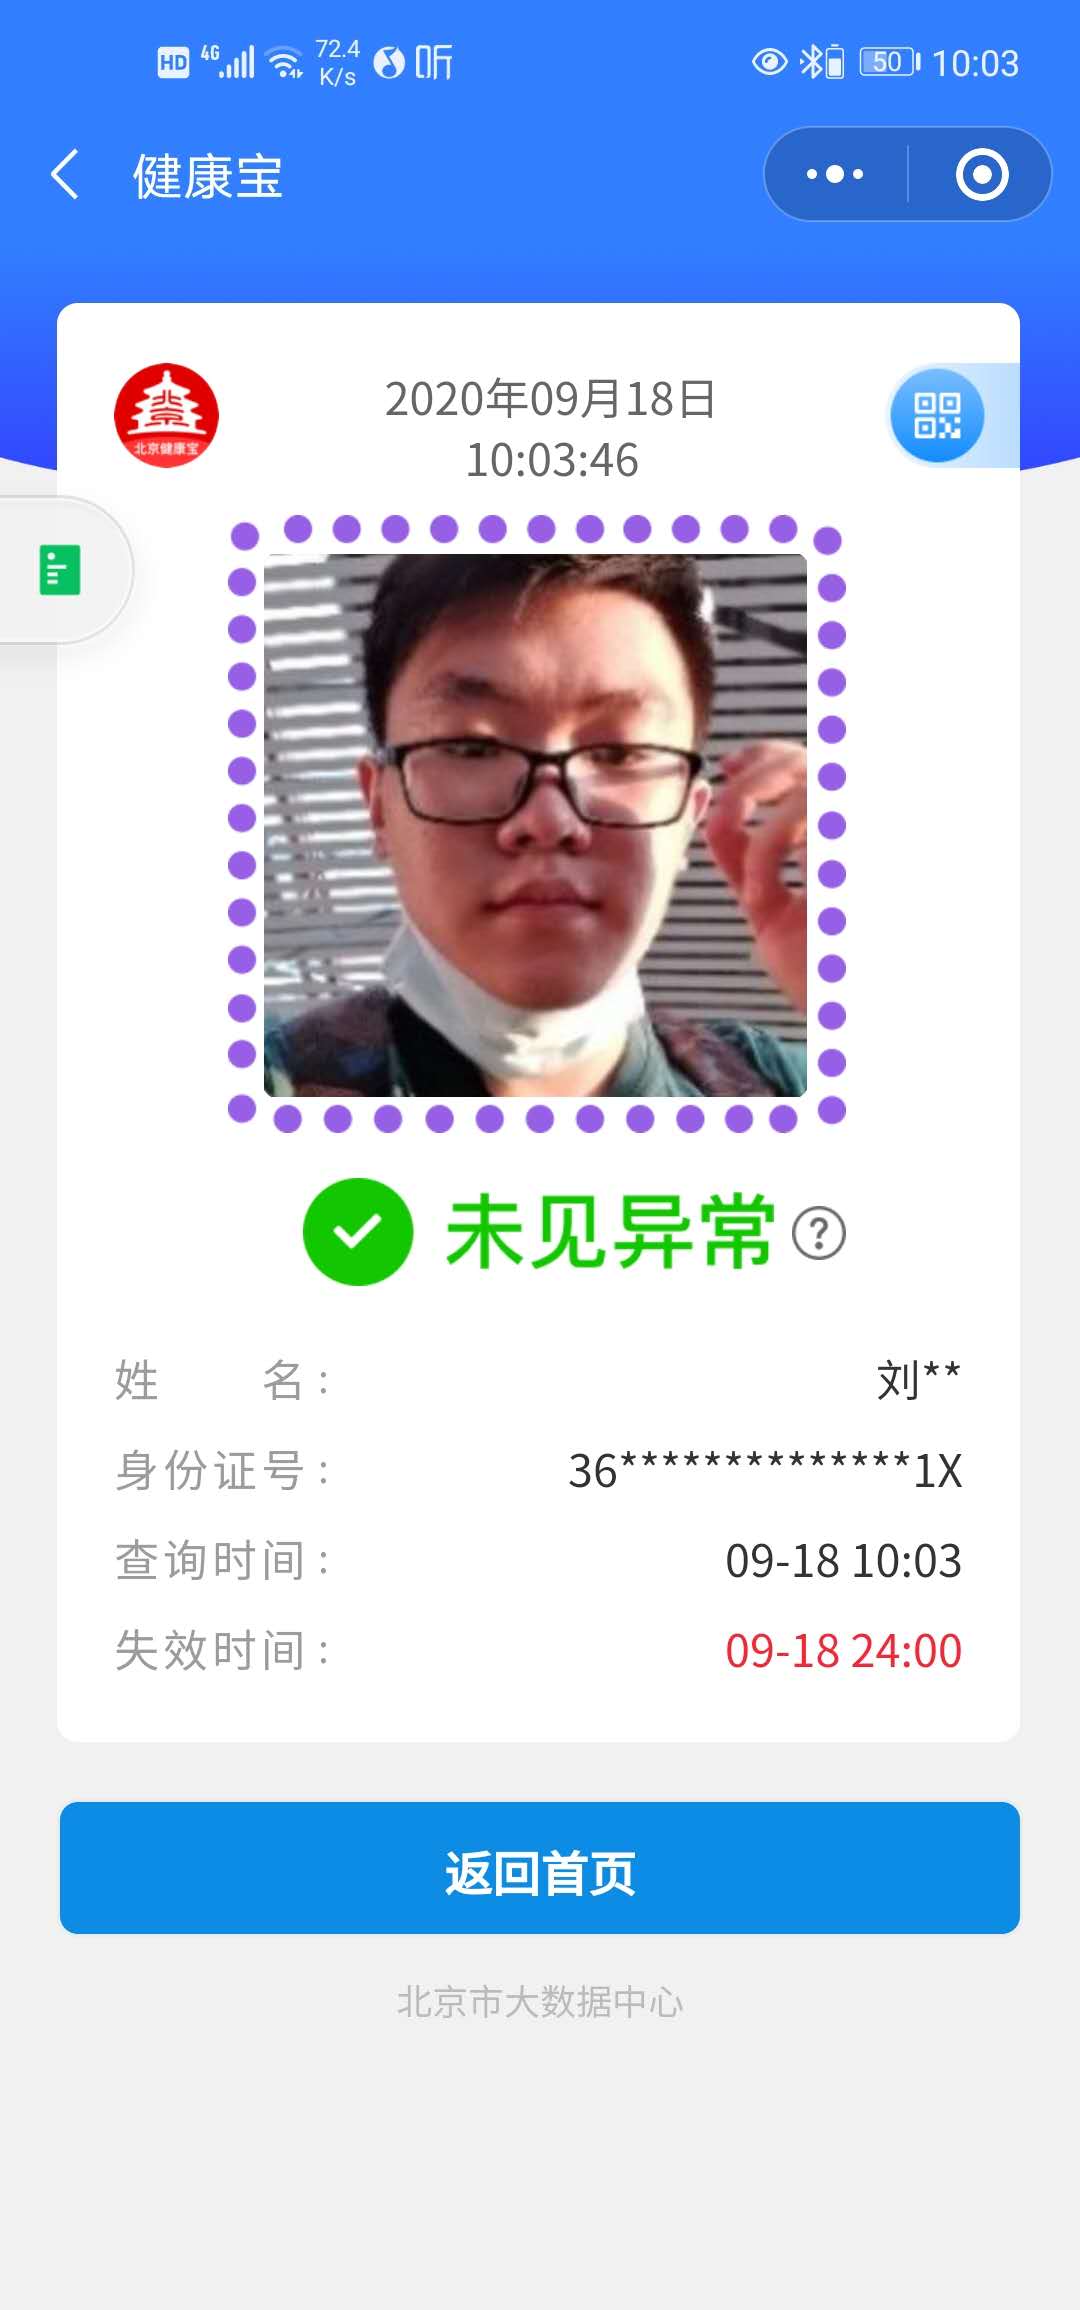 HD 4G 72.4 K/s 听 50 10:03
健康宝
2020年09月18日
10:03:46
北京健康宝
未见异常 ?
姓名： 刘**
身份证号： 36**************1X
查询时间： 09-18 10:03
失效时间： 09-18 24:00
返回首页
北京市大数据中心